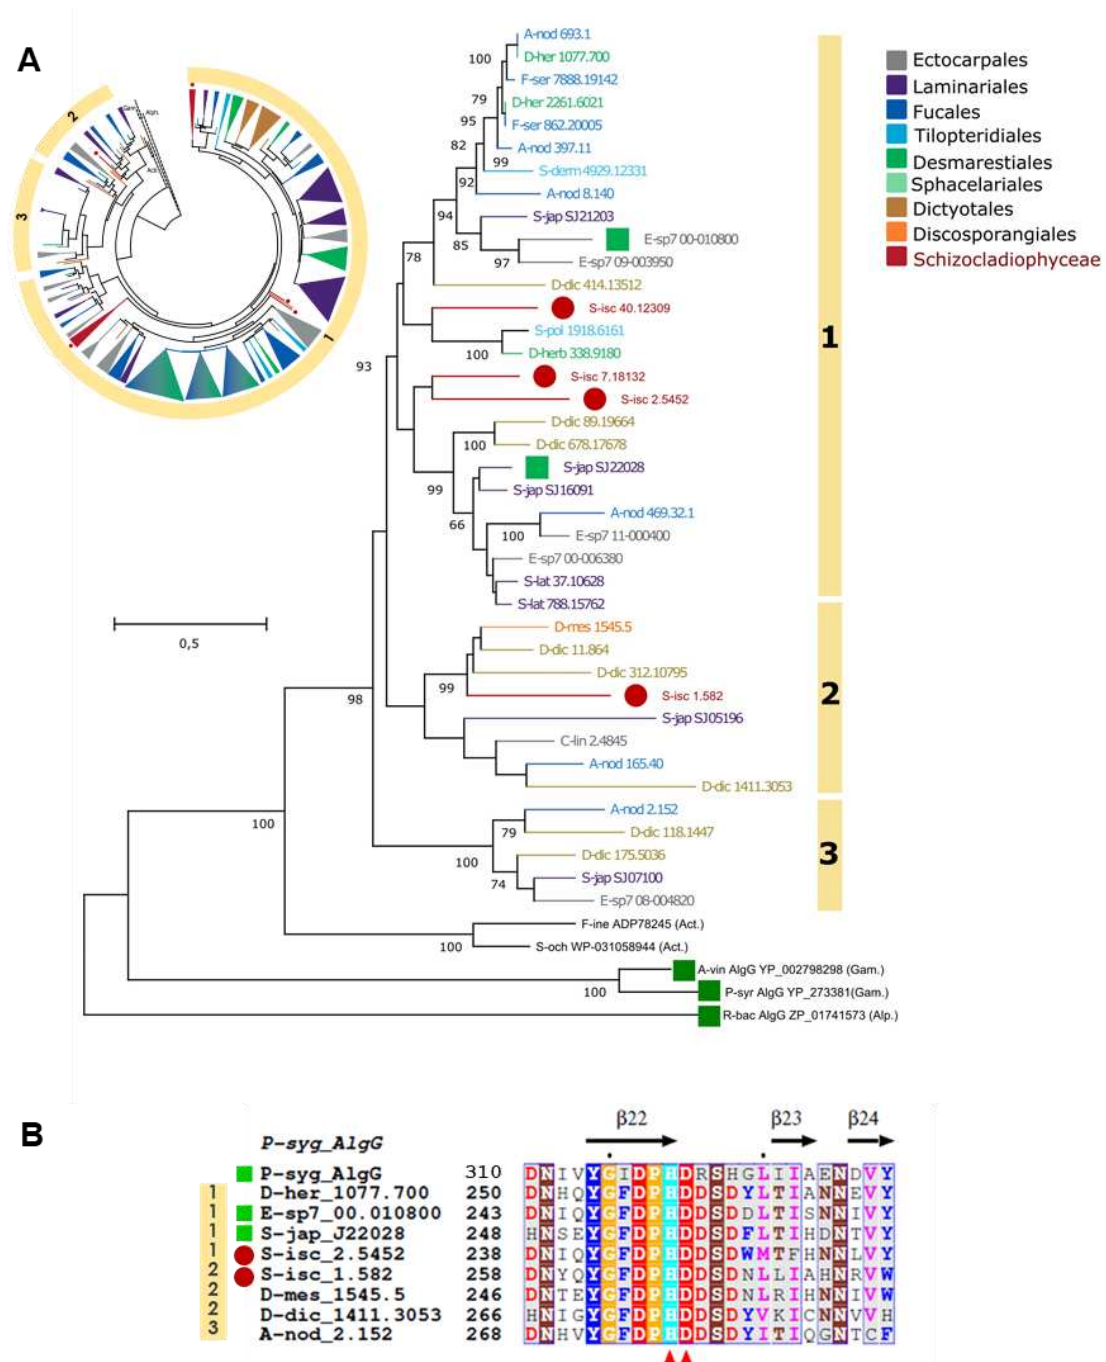 A
Gam.
Alph.
Act.
2
3
1
Ectocarpales
Laminariales
Fucales
Tilopteridiales
Desmarestiales
Sphacelariales
Dictyotales
Discosporangiales
Schizocladiophyceae
A-nod 693.1
100
D-her 1077.700
F-ser 7888.19142
79
D-her 2261.6021
95
F-ser 862.20005
82
A-nod 397.11
99
S-derm 4929.12331
92
A-nod 8.140
94
S-jap SJ21203
85
E-sp7 00-010800
78
97
E-sp7 09-003950
D-dic 414.13512
S-isc 40.12309
S-pol 1918.6161
1
100
D-herb 338.9180
93
S-isc 7.18132
S-isc 2.5452
D-dic 89.19664
100
D-dic 678.17678
S-jap SJ22028
99
S-jap SJ16091
A-nod 469.32.1
66
100
E-sp7 11-000400
E-sp7 00-006380
S-lat 37.10628
S-lat 788.15762
0,5
D-mes 1545.5
D-dic 11.864
D-dic 312.10795
99
S-isc 1.582
2
98
S-jap SJ05196
C-lin 2.4845
A-nod 165.40
D-dic 1411.3053
A-nod 2.152
100
79
D-dic 118.1447
100
D-dic 175.5036
3
74
S-jap SJ07100
E-sp7 08-004820
F-ine ADP78245 (Act.)
100
S-och WP-031058944 (Act.)
A-vin AlgG YP_002798298 (Gam.)
100
P-syr AlgG YP_273381(Gam.)
R-bac AlgG ZP_01741573 (Alp.)
B
β22 β23 β24
P-syg_AlgG
P-syg_AlgG 310 DNIVYGIDPHDRSHGLIIAENDVY
1 D-her_1077.700 250 DNHQYGFDPHDDSDYLTIANNEVY
1 E-sp7_00.010800 243 DNIQYGFDPHDDSDDLTISNNIVY
1 S-jap_J22028 248 HNSEYGFDPHDDSDFLTIHDNTVY
1 S-isc_2.5452 238 DNIQYGFDPHDDSDWMTFHNNLVY
2 S-isc_1.582 258 DNYQYGFDPHDDSDNLLIAHNRVW
2 D-mes_1545.5 246 DNTEYGFDPHDDSDNLRIHNNIVW
2 D-dic_1411.3053 266 HNIGYGFDPHDDSDYVKICNNVVH
3 A-nod_2.152 268 DNHVYGFDPHDDSDYITIQGNTCF